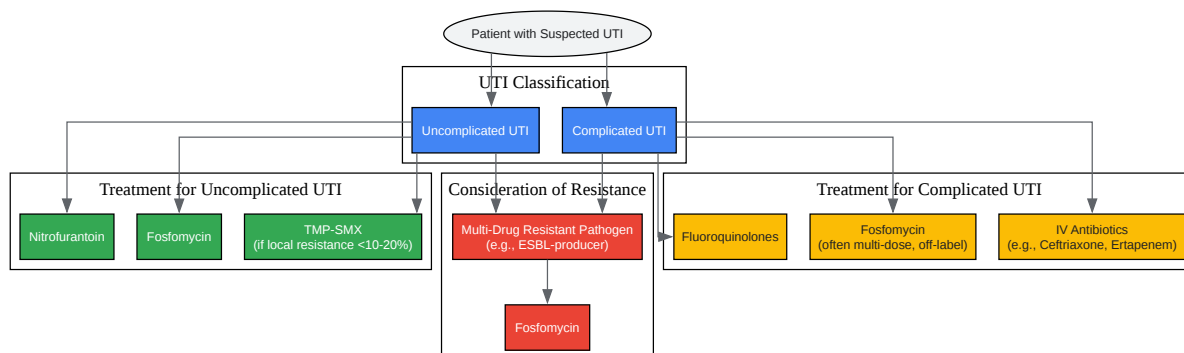 Patient with Suspected UTI
UTI Classification
Uncomplicated UTI
Complicated UTI
Treatment for Uncomplicated UTI
Nitrofurantoin
Fosfomycin
TMP-SMX
(if local resistance <10-20%)
Consideration of Resistance
Multi-Drug Resistant Pathogen
(e.g., ESBL-producer)
Fosfomycin
Treatment for Complicated UTI
Fluoroquinolones
Fosfomycin
(often multi-dose, off-label)
IV Antibiotics
(e.g., Ceftriaxone, Ertapenem)